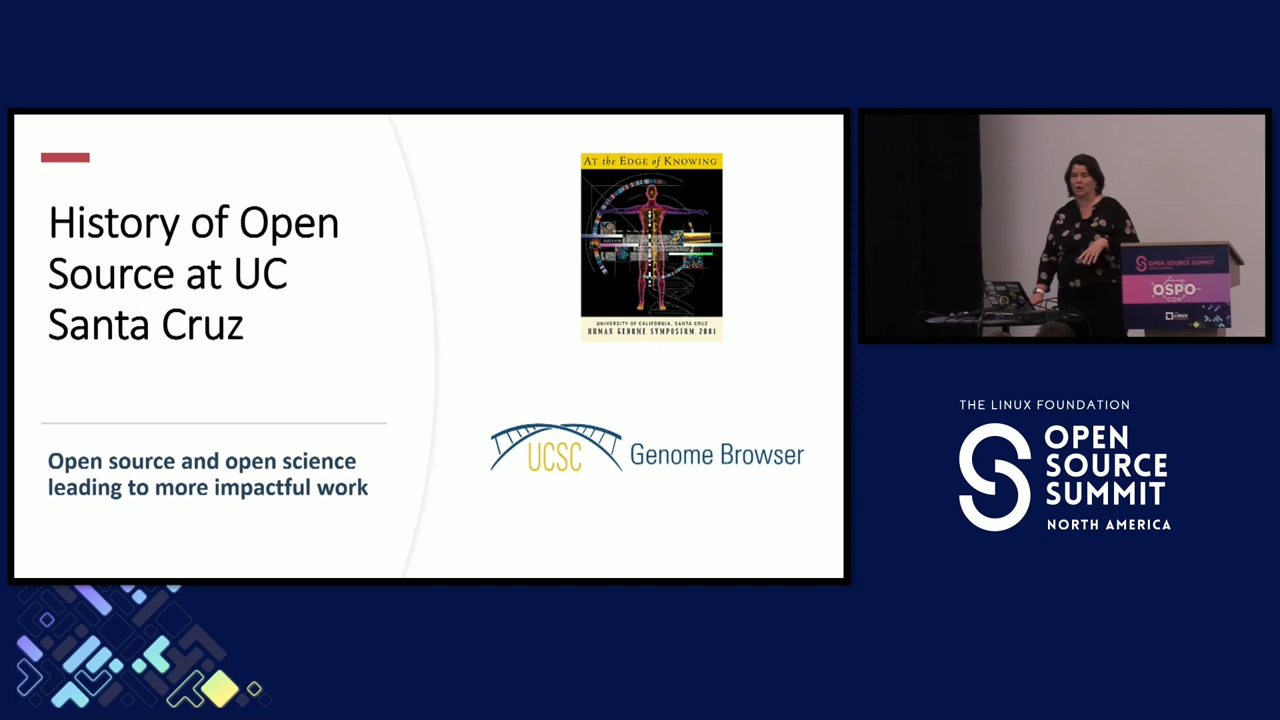 History of Open
Source at UC
Santa Cruz
Open source and open science
leading to more impactful work
AT the EDGE of KNOWING
UNIVERSITY OF CALIFORNIA, SANTA CRUZ
HUMAN GENOME SYMPOSIUM 2001
UCSC Genome Browser
OPEN SOURCE SUMMIT
OSPO
CON
LINUX
THE LINUX FOUNDATION
OPEN
SOURCE
SUMMIT
NORTH AMERICA